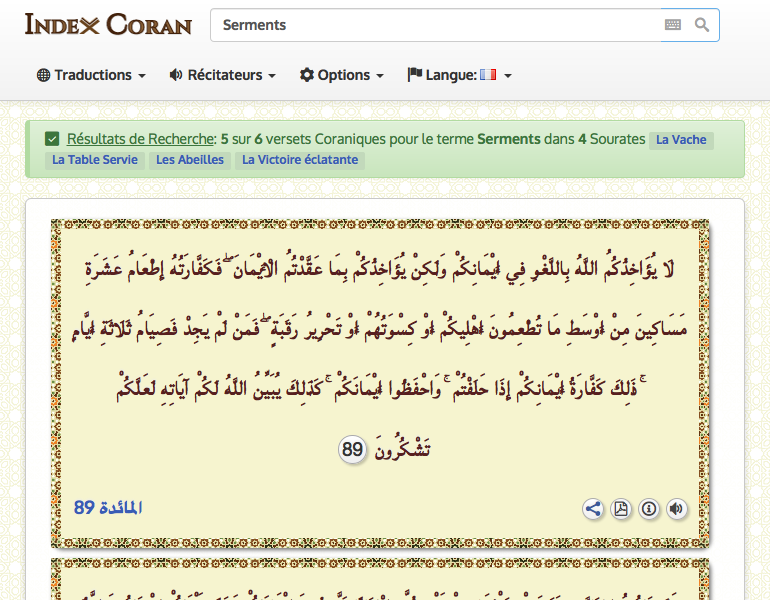 INDEX CORAN
Serments
Traductions Récitateurs Options Langue:
Résultats de Recherche: 5 sur 6 versets Coraniques pour le terme Serments dans 4 Sourates La Vache
La Table Servie Les Abeilles La Victoire éclatante
لَا يُؤَاخِذُكُمُ اللَّهُ بِاللَّغْوِ فِي أَيْمَانِكُمْ وَلَٰكِنْ يُؤَاخِذُكُمْ بِمَا عَقَّدْتُمُ الْأَيْمَانَ ۖ فَكَفَّارَتُهُ إِطْعَامُ عَشَرَةِ
مَسَاكِينَ مِنْ أَوْسَطِ مَا تُطْعِمُونَ أَهْلِيكُمْ أَوْ كِسْوَتُهُمْ أَوْ تَحْرِيرُ رَقَبَةٍ ۖ فَمَنْ لَمْ يَجِدْ فَصِيَامُ ثَلَاثَةِ أَيَّامٍ
ۚ ذَٰلِكَ كَفَّارَةُ أَيْمَانِكُمْ إِذَا حَلَفْتُمْ ۚ وَاحْفَظُوا أَيْمَانَكُمْ ۚ كَذَٰلِكَ يُبَيِّنُ اللَّهُ لَكُمْ آيَاتِهِ لَعَلَّكُمْ
تَشْكُرُونَ 89
المائدة 89